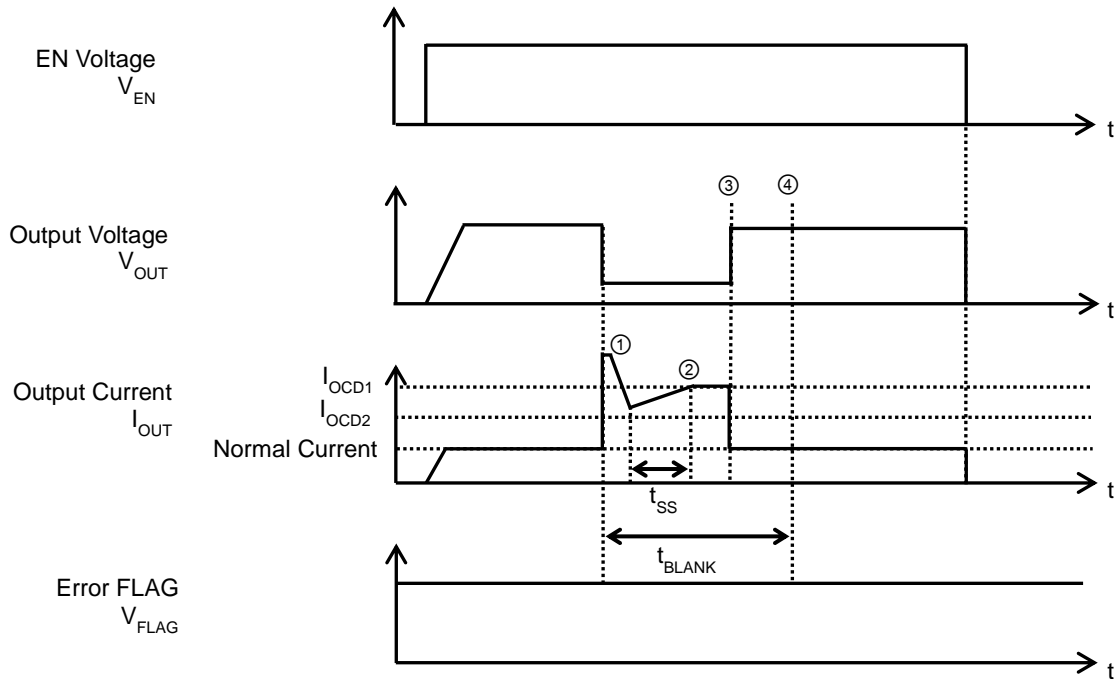 EN Voltage
V_EN
t
③ ④
Output Voltage
V_OUT
t
① ②
Output Current
I_OUT
I_OCD1
I_OCD2
Normal Current
t
t_SS
t_BLANK
Error FLAG
V_FLAG
t